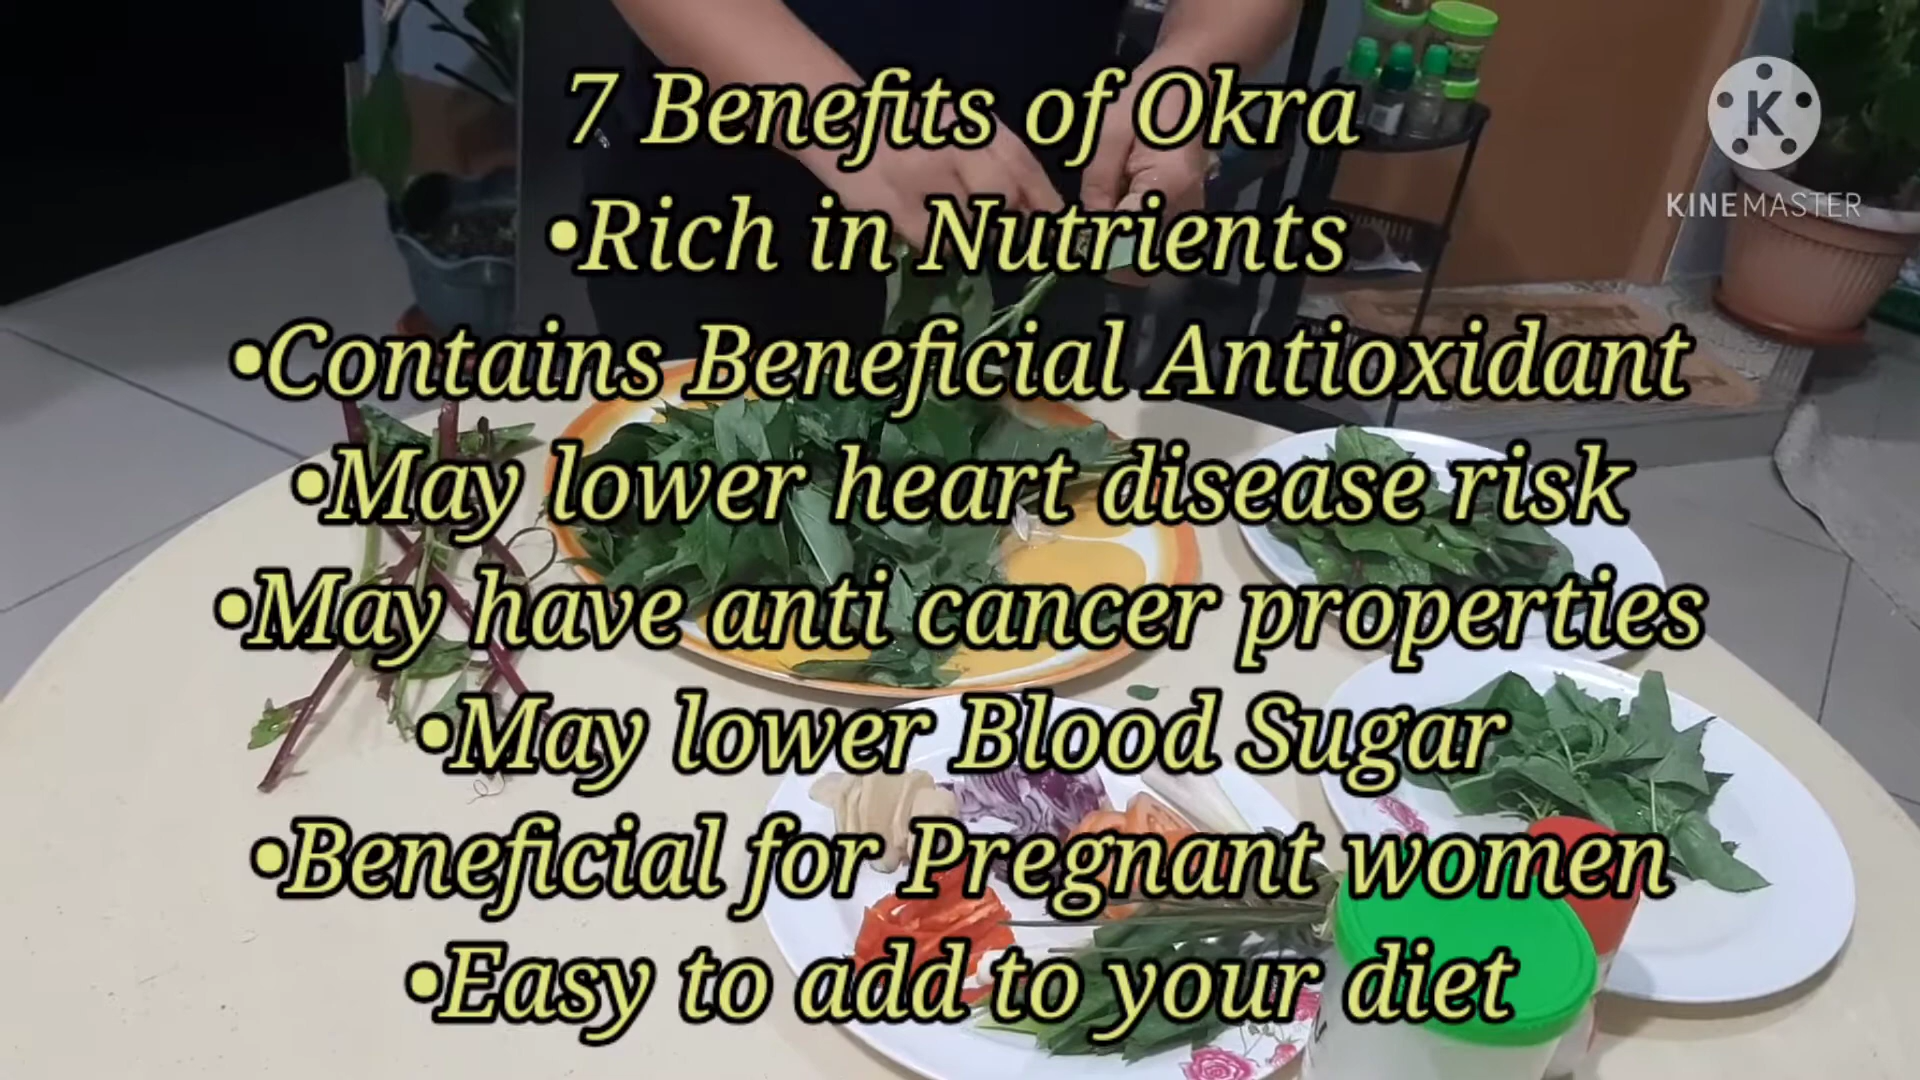 7 Benefits of Okra
•Rich in Nutrients
•Contains Beneficial Antioxidant
•May lower heart disease risk
•May have anti cancer properties
•May lower Blood Sugar
•Beneficial for Pregnant women
•Easy to add to your diet
K
KINEMASTER